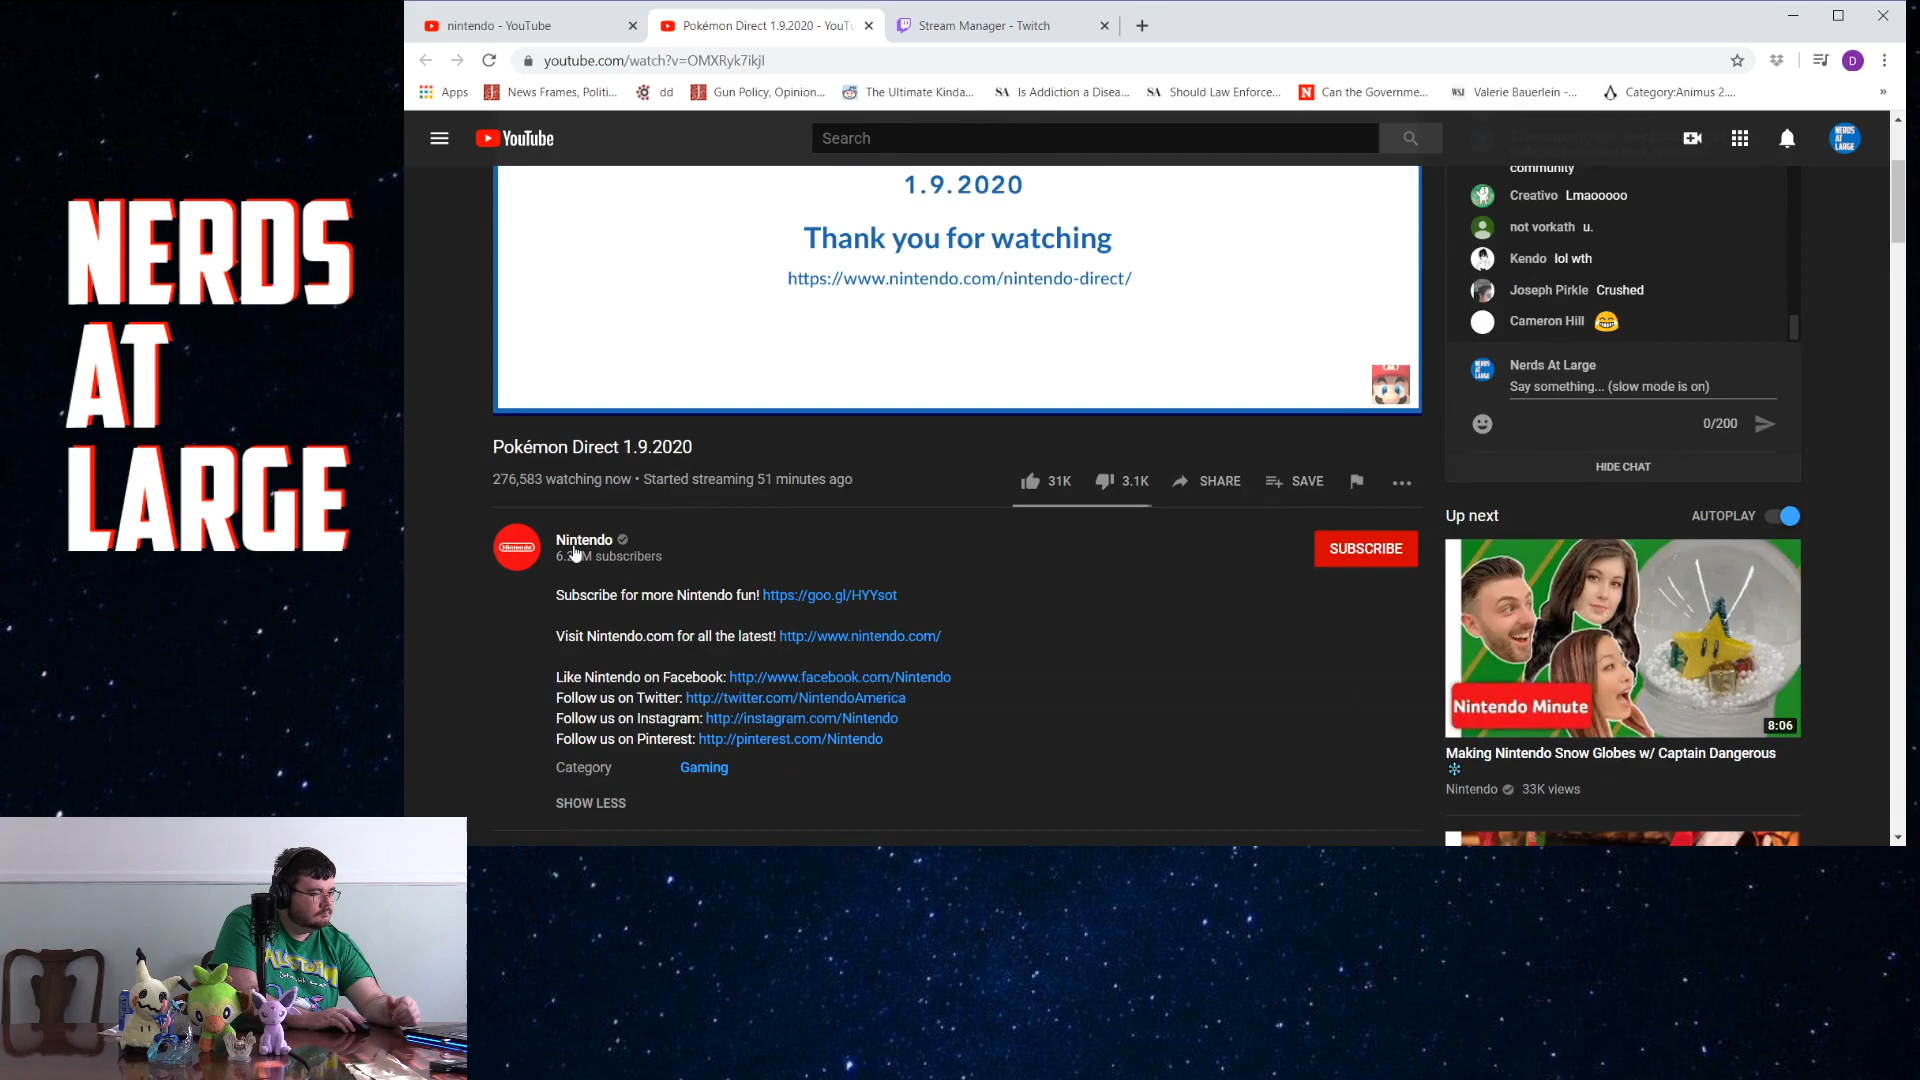 nintendo - YouTube
Pokémon Direct 1.9.2020 - YouTu
Stream Manager - Twitch
youtube.com/watch?v=OMXRyk7ikjI
D
Apps
News Frames, Politi...
dd
Gun Policy, Opinion...
The Ultimate Kinda...
SA Is Addiction a Disea...
SA Should Law Enforce...
N Can the Governme...
WSJ Valerie Bauerlein -...
Category:Animus 2....
»
YouTube
Search
NERDS AT LARGE
NERDS
AT
LARGE
1.9.2020
Thank you for watching
https://www.nintendo.com/nintendo-direct/
community
Creativo Lmaooooo
not vorkath u.
Kendo lol wth
Joseph Pirkle Crushed
Cameron Hill
Nerds At Large
Say something... (slow mode is on)
0/200
HIDE CHAT
Pokémon Direct 1.9.2020
276,583 watching now • Started streaming 51 minutes ago
31K
3.1K
SHARE
SAVE
Nintendo
Nintendo
subscribers
SUBSCRIBE
Subscribe for more Nintendo fun! https://goo.gl/HYYsot
Visit Nintendo.com for all the latest! http://www.nintendo.com/
Like Nintendo on Facebook: http://www.facebook.com/Nintendo
Follow us on Twitter: http://twitter.com/NintendoAmerica
Follow us on Instagram: http://instagram.com/Nintendo
Follow us on Pinterest: http://pinterest.com/Nintendo
Category Gaming
SHOW LESS
Up next
AUTOPLAY
Nintendo Minute
8:06
Making Nintendo Snow Globes w/ Captain Dangerous
Nintendo 33K views